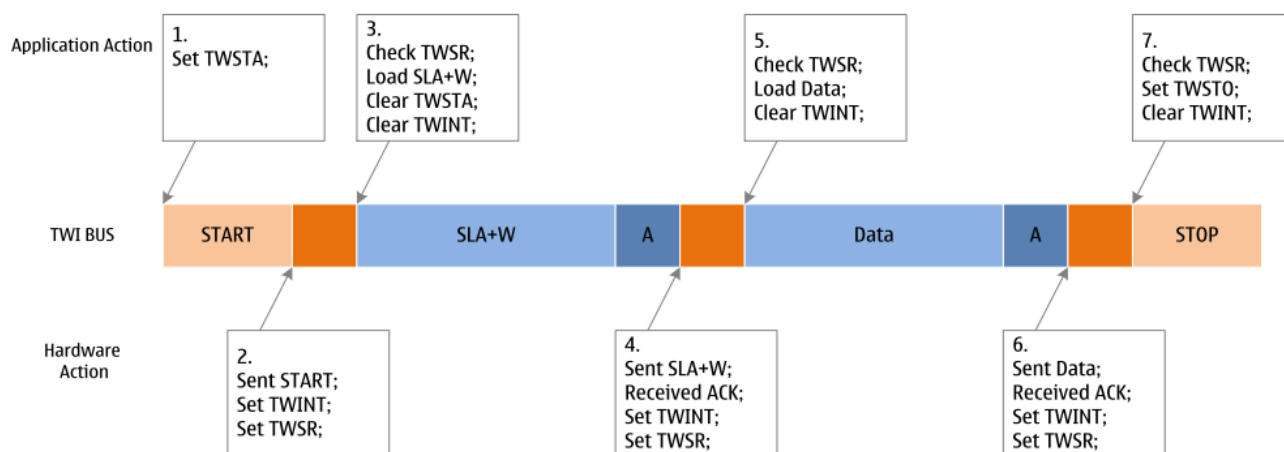 Application Action
1.
Set TWSTA;
3.
Check TWSR;
Load SLA+W;
Clear TWSTA;
Clear TWINT;
5.
Check TWSR;
Load Data;
Clear TWINT;
7.
Check TWSR;
Set TWSTO;
Clear TWINT;
TWI BUS
START
SLA+W
A
Data
A
STOP
Hardware
Action
2.
Sent START;
Set TWINT;
Set TWSR;
4.
Sent SLA+W;
Received ACK;
Set TWINT;
Set TWSR;
6.
Sent Data;
Received ACK;
Set TWINT;
Set TWSR;